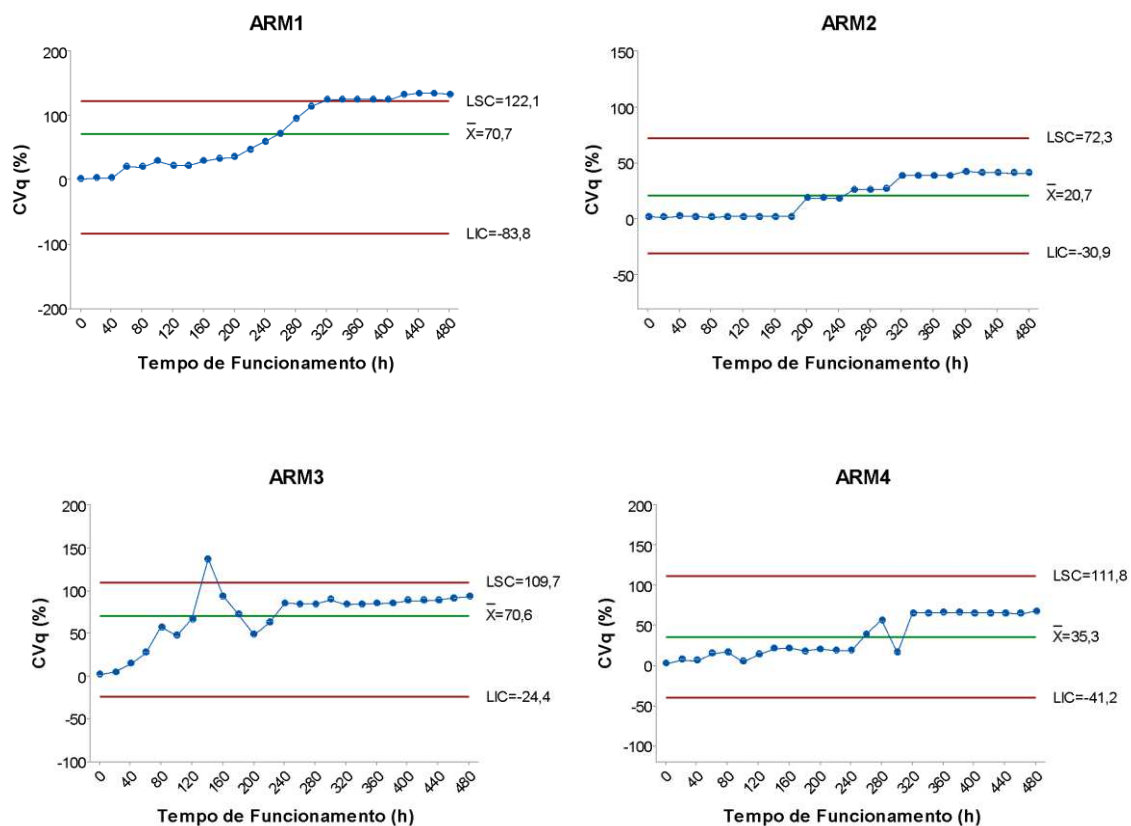 ARM1
200
100
0
-100
-200
CVq (%)
LSC=122,1
X̄=70,7
LIC=-83,8
0 40 80 120 160 200 240 280 320 360 400 440 480
Tempo de Funcionamento (h)
ARM2
150
100
50
0
-50
CVq (%)
LSC=72,3
X̄=20,7
LIC=-30,9
0 40 80 120 160 200 240 280 320 360 400 440 480
Tempo de Funcionamento (h)
ARM3
200
150
100
50
0
-50
-100
CVq (%)
LSC=109,7
X̄=70,6
LIC=-24,4
0 40 80 120 160 200 240 280 320 360 400 440 480
Tempo de Funcionamento (h)
ARM4
200
150
100
50
0
-50
-100
CVq (%)
LSC=111,8
X̄=35,3
LIC=-41,2
0 40 80 120 160 200 240 280 320 360 400 440 480
Tempo de Funcionamento (h)